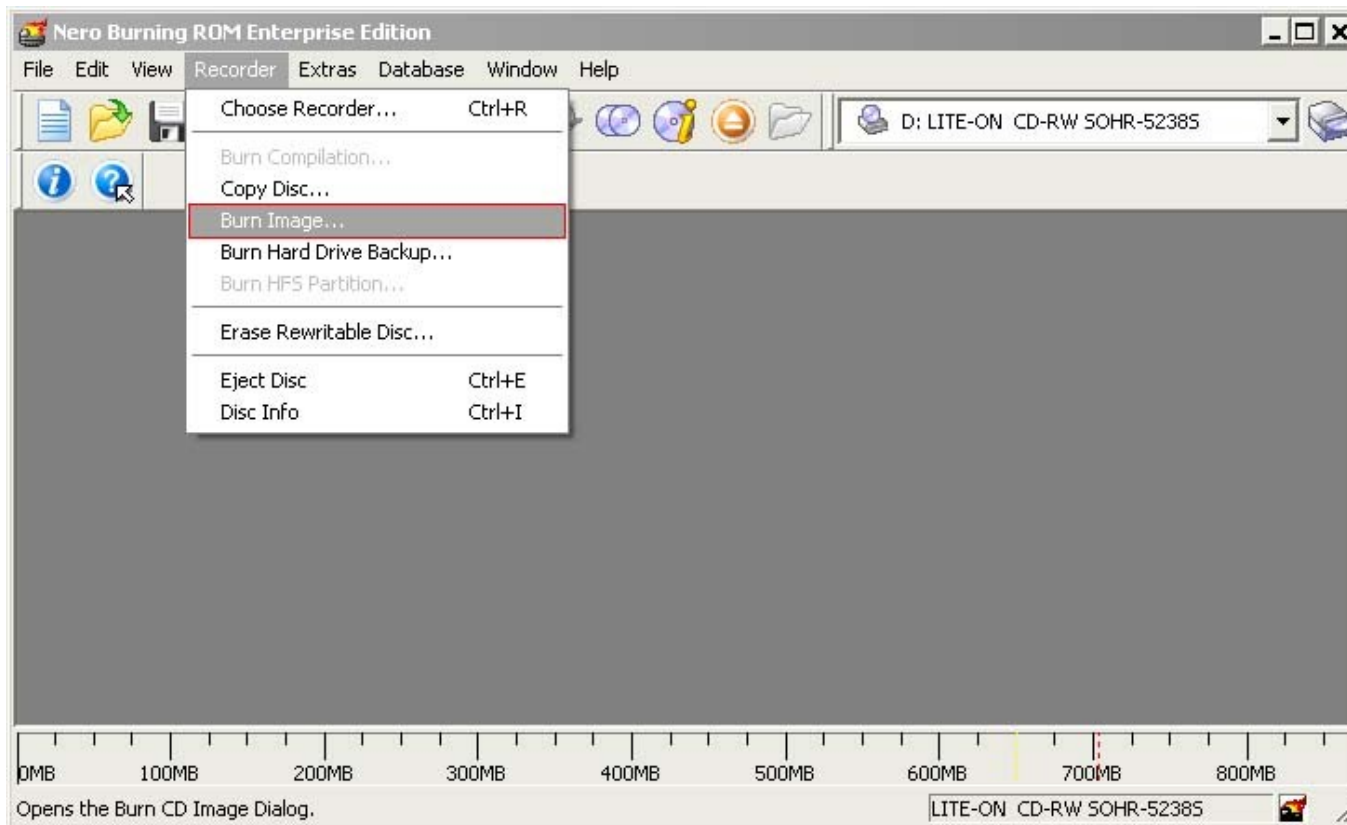 Nero Burning ROM Enterprise Edition
File Edit View Recorder Extras Database Window Help
D: LITE-ON CD-RW SOHR-5238S
Choose Recorder... Ctrl+R
Burn Compilation...
Copy Disc...
Burn Image...
Burn Hard Drive Backup...
Burn HFS Partition...
Erase Rewritable Disc...
Eject Disc Ctrl+E
Disc Info Ctrl+I
0MB 100MB 200MB 300MB 400MB 500MB 600MB 700MB 800MB
Opens the Burn CD Image Dialog. LITE-ON CD-RW SOHR-5238S